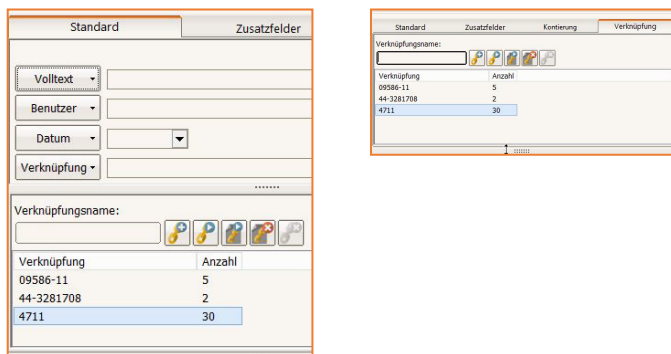 Standard Zusatzfelder
Volltext
Benutzer
Datum
Verknüpfung
Verknüpfungsname:
Verknüpfung Anzahl
09586-11 5
44-3281708 2
4711 30
Standard Zusatzfelder Kontierung Verknüpfung
Verknüpfungsname:
Verknüpfung Anzahl
09586-11 5
44-3281708 2
4711 30